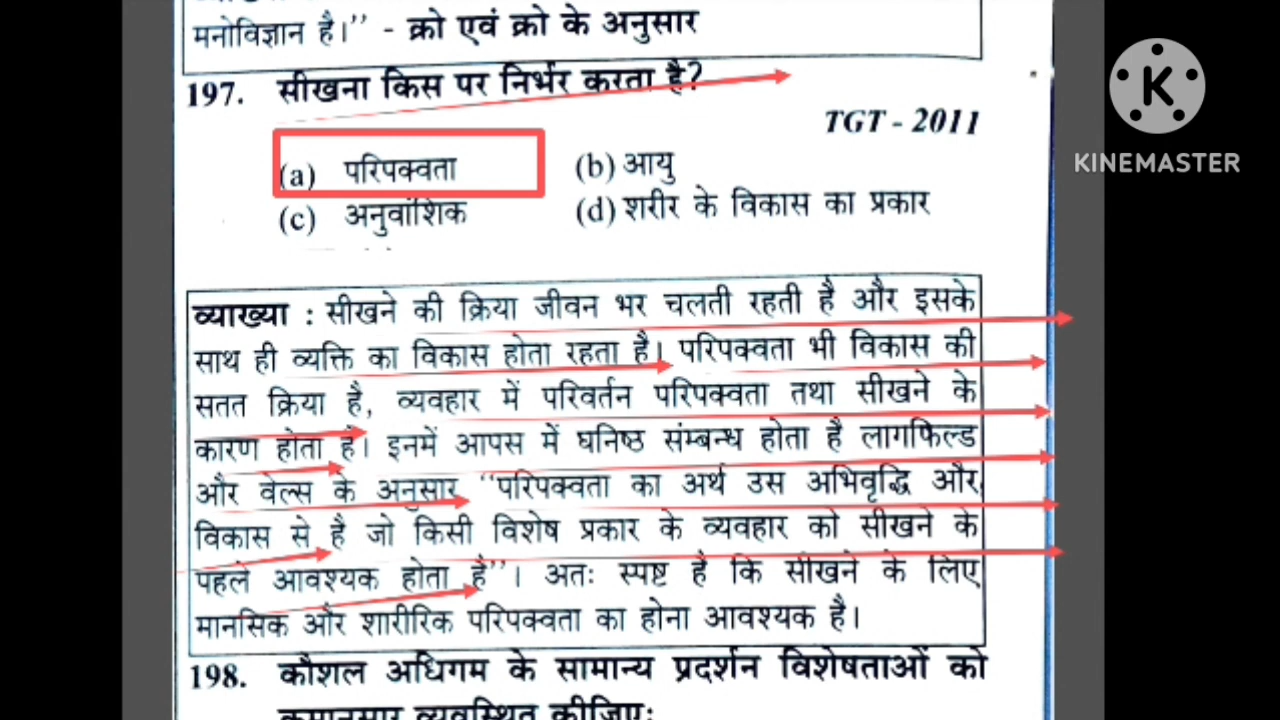 मनोविज्ञान है।" - क्रो एवं क्रो के अनुसार
197. सीखना किस पर निर्भर करता है?
TGT - 2011
(a) परिपक्वता (b) आयु
(c) अनुवांशिक (d) शरीर के विकास का प्रकार
व्याख्या : सीखने की क्रिया जीवन भर चलती रहती है और इसके
साथ ही व्यक्ति का विकास होता रहता है। परिपक्वता भी विकास की
सतत क्रिया है, व्यवहार में परिवर्तन परिपक्वता तथा सीखने के
कारण होता है। इनमें आपस में घनिष्ठ संम्बन्ध होता है लागफिल्ड
और वेल्स के अनुसार "परिपक्वता का अर्थ उस अभिवृद्धि और
विकास से है जो किसी विशेष प्रकार के व्यवहार को सीखने के
पहले आवश्यक होता है"। अतः स्पष्ट है कि सीखने के लिए
मानसिक और शारीरिक परिपक्वता का होना आवश्यक है।
198. कौशल अधिगम के सामान्य प्रदर्शन विशेषताओं को
क्रमानुसार व्यवस्थित कीजिए:
K
KINEMASTER